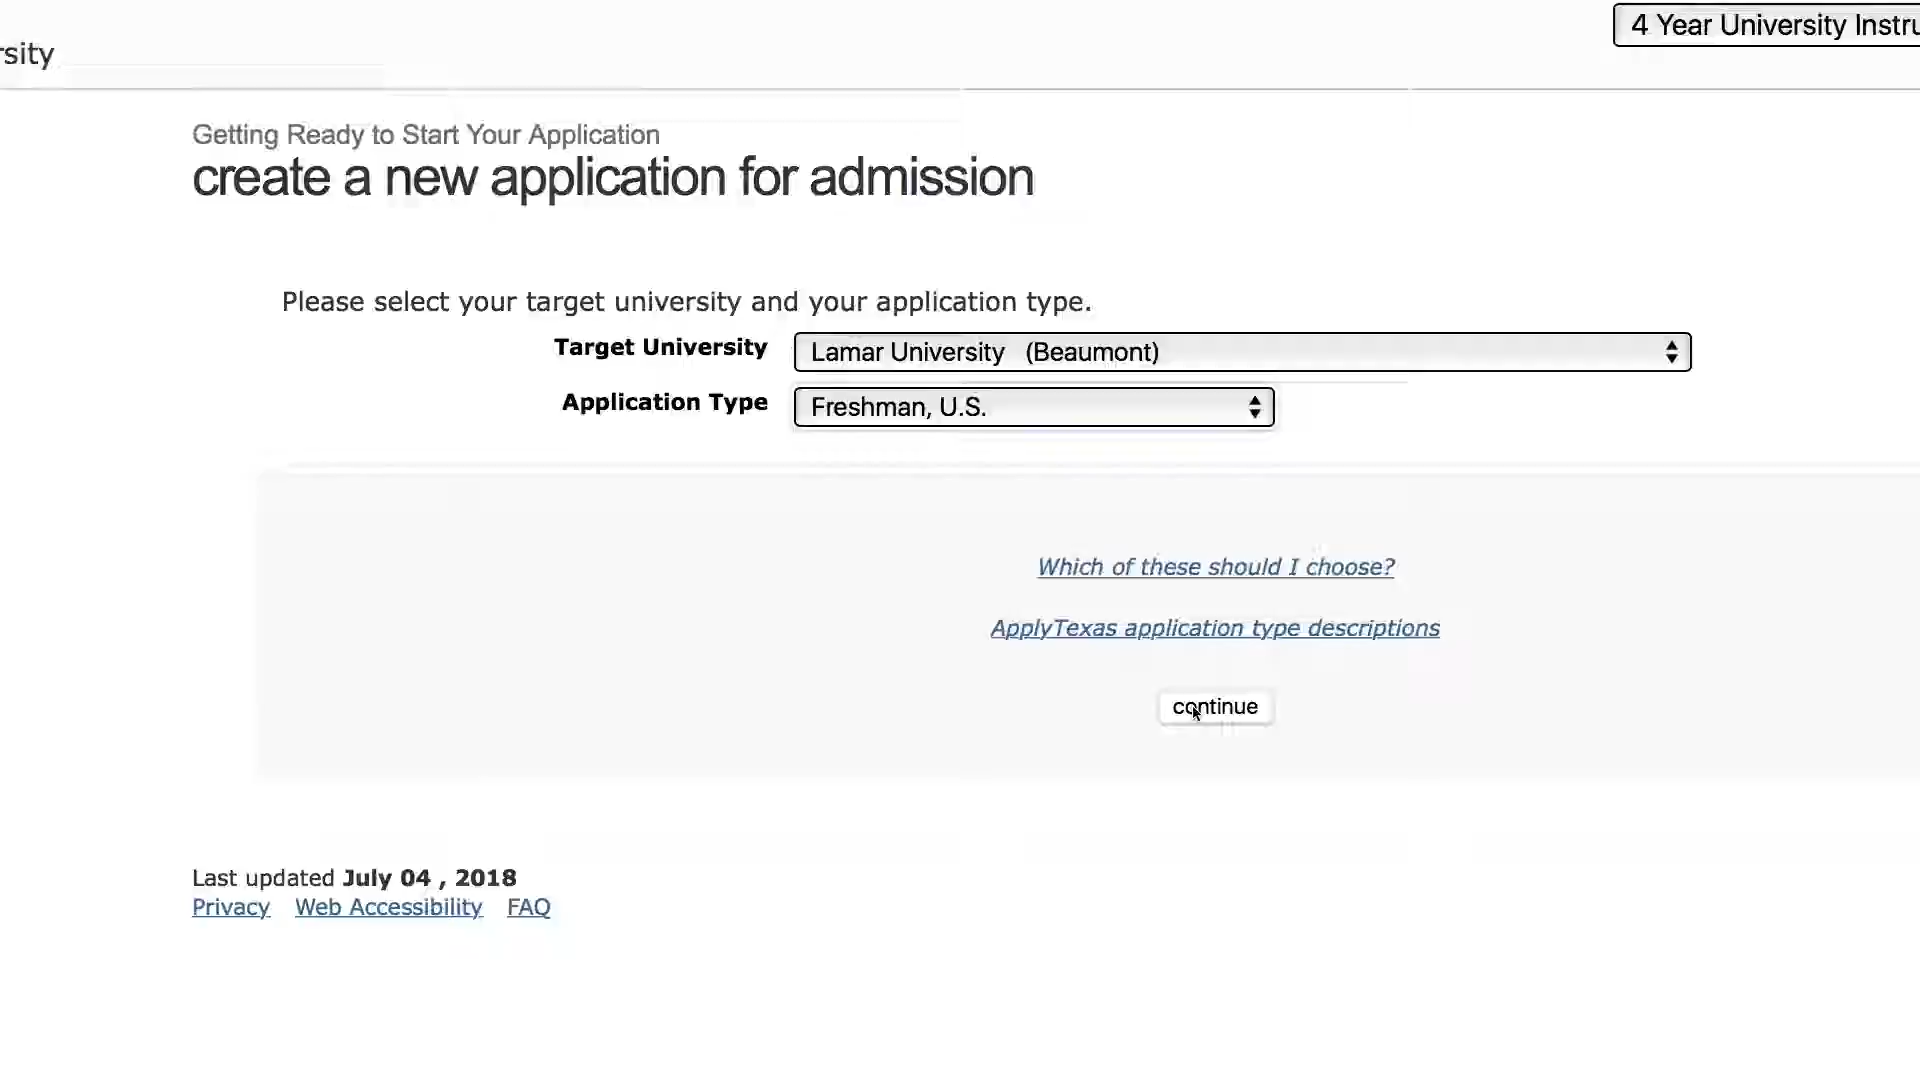 4 Year University
rsity
Getting Ready to Start Your Application
create a new application for admission
Please select your target university and your application type.
Target University Lamar University (Beaumont)
Application Type Freshman, U.S.
Which of these should I choose?
ApplyTexas application type descriptions
continue
Last updated July 04 , 2018
Privacy Web Accessibility FAQ